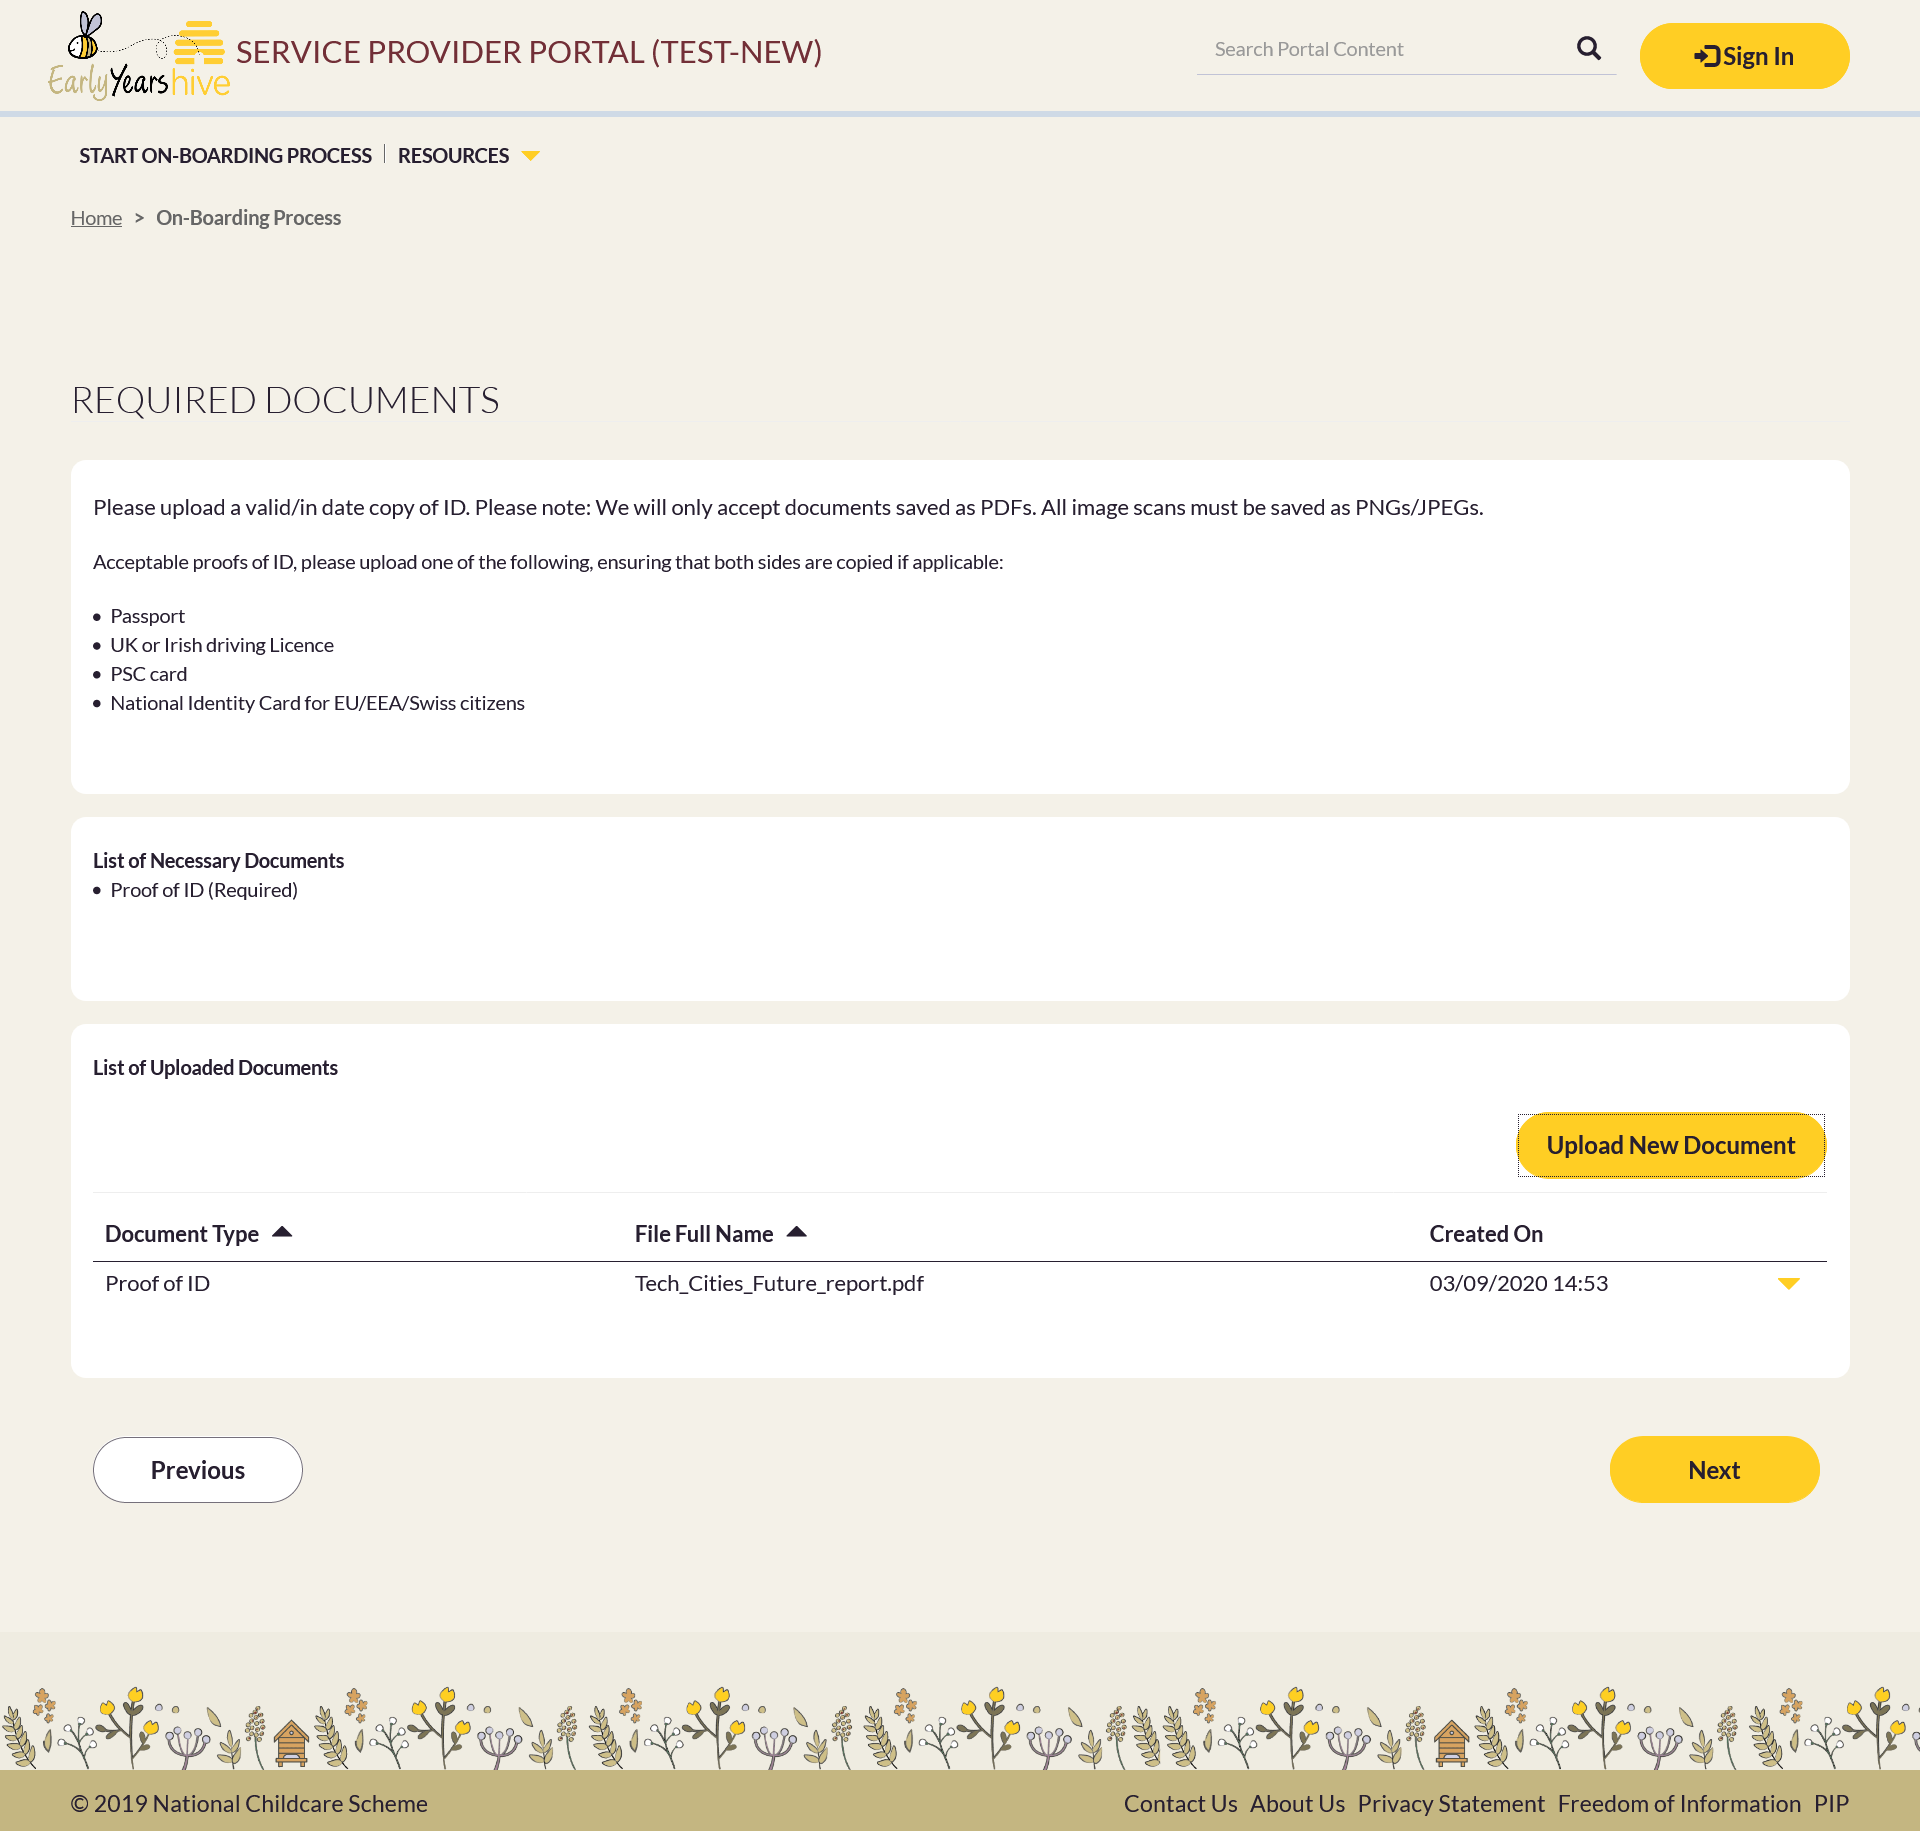 Early Years hive
SERVICE PROVIDER PORTAL (TEST-NEW)
Search Portal Content
Sign In
START ON-BOARDING PROCESS
RESOURCES
Home > On-Boarding Process
REQUIRED DOCUMENTS
Please upload a valid/in date copy of ID. Please note: We will only accept documents saved as PDFs. All image scans must be saved as PNGs/JPEGs.
Acceptable proofs of ID, please upload one of the following, ensuring that both sides are copied if applicable:
• Passport
• UK or Irish driving Licence
• PSC card
• National Identity Card for EU/EEA/Swiss citizens
List of Necessary Documents
• Proof of ID (Required)
List of Uploaded Documents
Upload New Document
Document Type File Full Name Created On
Proof of ID Tech_Cities_Future_report.pdf 03/09/2020 14:53
Previous
Next
© 2019 National Childcare Scheme
Contact Us About Us Privacy Statement Freedom of Information PIP